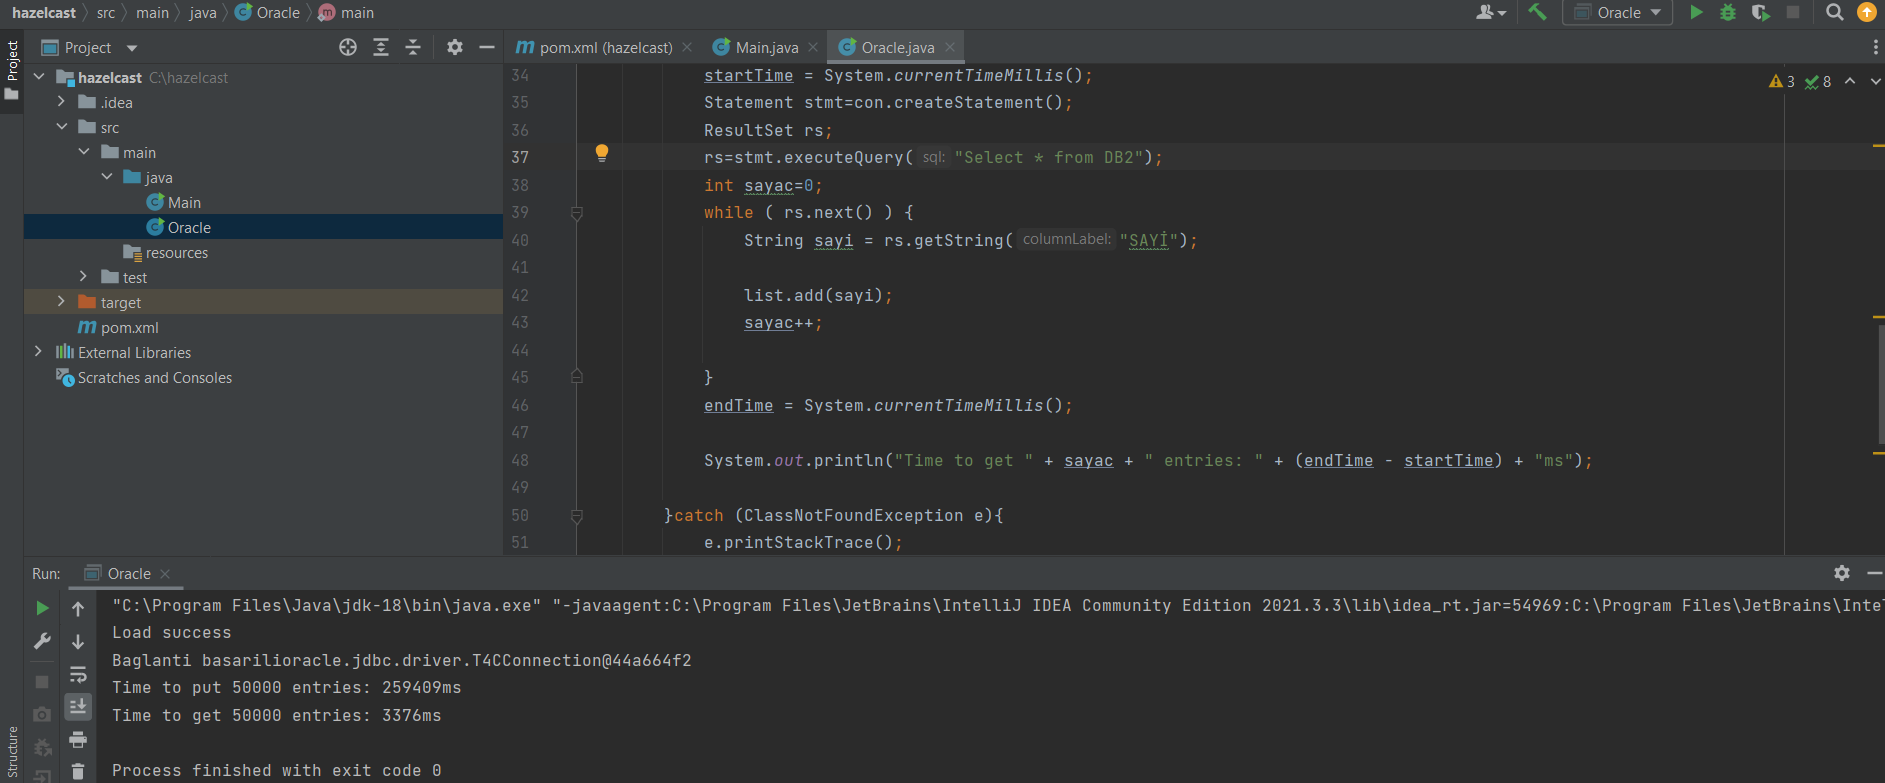 hazelcast src main java Oracle main
Oracle
Project
Project
pom.xml (hazelcast) Main.java Oracle.java
hazelcast C:\hazelcast
.idea
src
main
java
Main
Oracle
resources
test
target
pom.xml
External Libraries
Scratches and Consoles
3 8
34 startTime = System.currentTimeMillis();
35 Statement stmt=con.createStatement();
36 ResultSet rs;
37 rs=stmt.executeQuery( sql: "Select * from DB2");
38 int sayac=0;
39 while ( rs.next() ) {
40 String sayi = rs.getString( columnLabel: "SAYİ");
41
42 list.add(sayi);
43 sayac++;
44
45 }
46 endTime = System.currentTimeMillis();
47
48 System.out.println("Time to get " + sayac + " entries: " + (endTime - startTime) + "ms");
49
50 }catch (ClassNotFoundException e){
51 e.printStackTrace();
Run: Oracle
"C:\Program Files\Java\jdk-18\bin\java.exe" "-javaagent:C:\Program Files\JetBrains\IntelliJ IDEA Community Edition 2021.3.3\lib\idea_rt.jar=54969:C:\Program Files\JetBrains\Inte
Load success
Baglanti basarilioracle.jdbc.driver.T4CConnection@44a664f2
Time to put 50000 entries: 259409ms
Time to get 50000 entries: 3376ms
Process finished with exit code 0
Structure